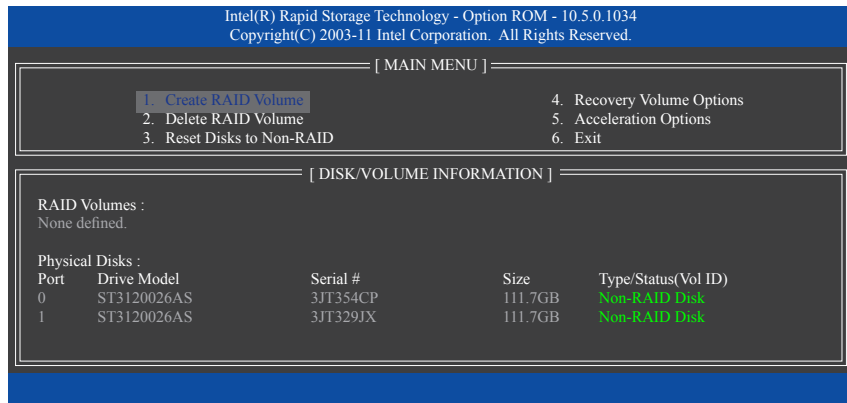 Intel(R) Rapid Storage Technology - Option ROM - 10.5.0.1034
Copyright(C) 2003-11 Intel Corporation. All Rights Reserved.
[ MAIN MENU ]
1. Create RAID Volume
2. Delete RAID Volume
3. Reset Disks to Non-RAID
4. Recovery Volume Options
5. Acceleration Options
6. Exit
[ DISK/VOLUME INFORMATION ]
RAID Volumes :
None defined.
Physical Disks :
Port Drive Model Serial # Size Type/Status(Vol ID)
0 ST3120026AS 3JT354CP 111.7GB Non-RAID Disk
1 ST3120026AS 3JT329JX 111.7GB Non-RAID Disk